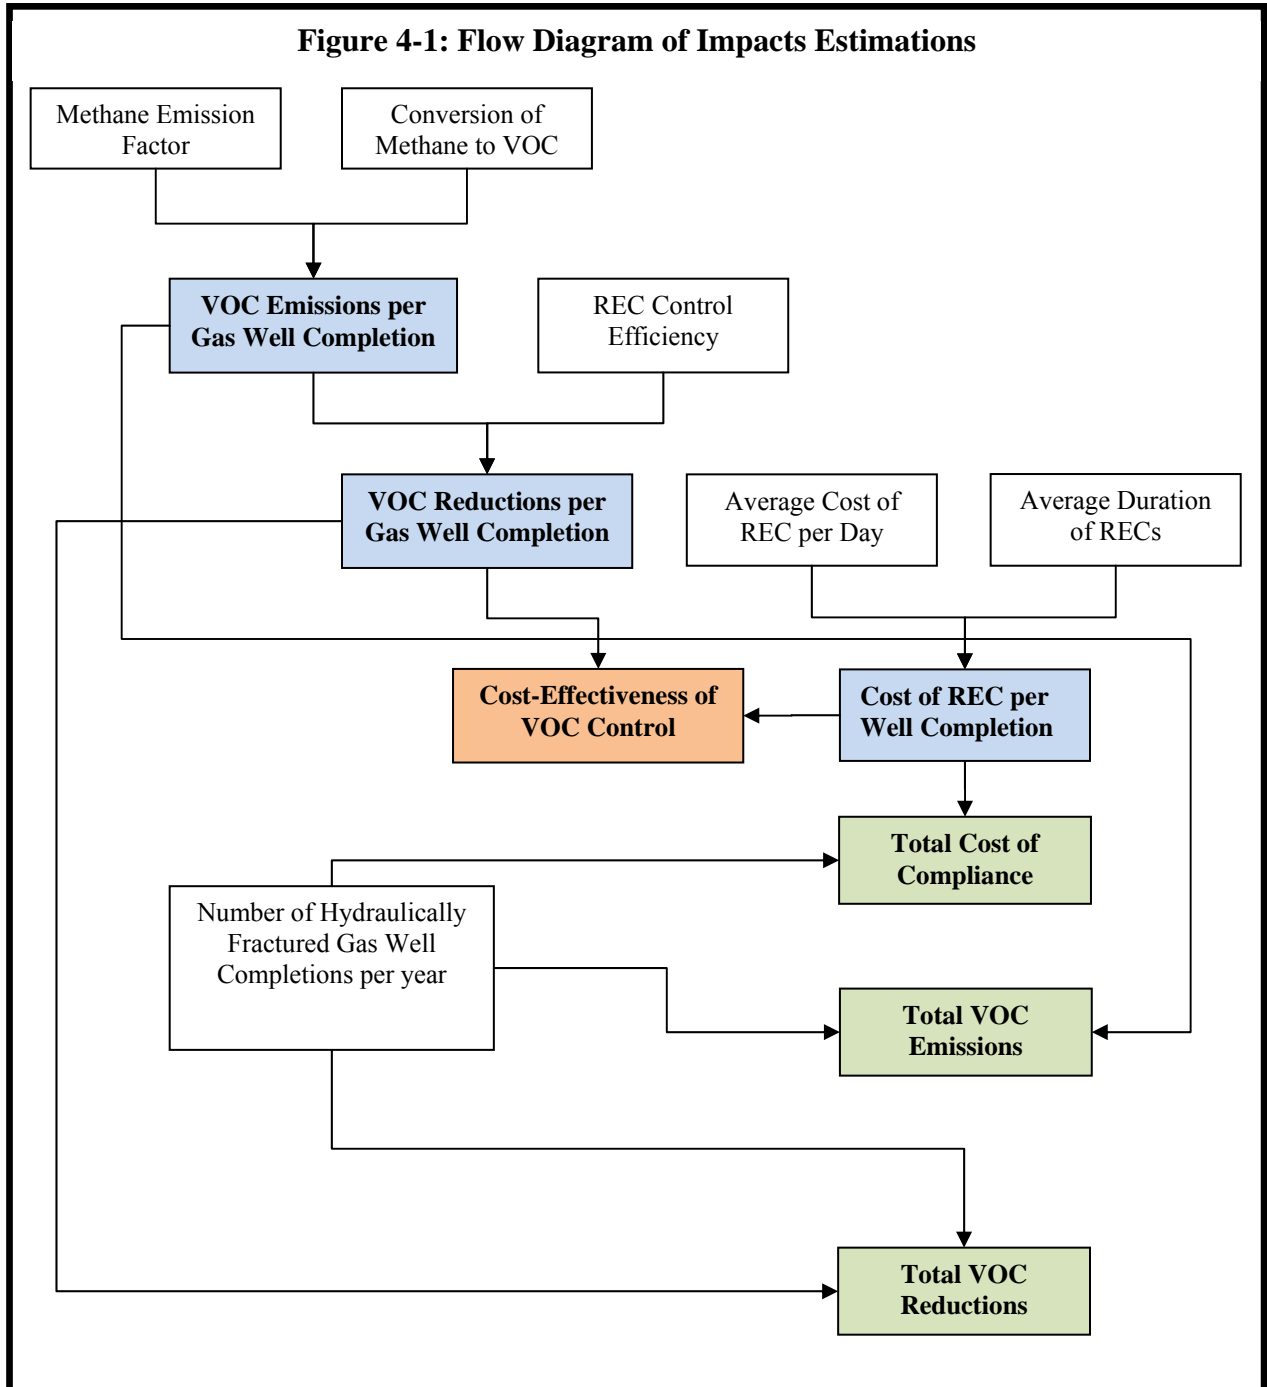 Figure 4-1: Flow Diagram of Impacts Estimations
Methane Emission
Factor
Conversion of
Methane to VOC
VOC Emissions per
Gas Well Completion
REC Control
Efficiency
VOC Reductions per
Gas Well Completion
Average Cost of
REC per Day
Average Duration
of RECs
Cost-Effectiveness of
VOC Control
Cost of REC per
Well Completion
Total Cost of
Compliance
Number of Hydraulically
Fractured Gas Well
Completions per year
Total VOC
Emissions
Total VOC
Reductions